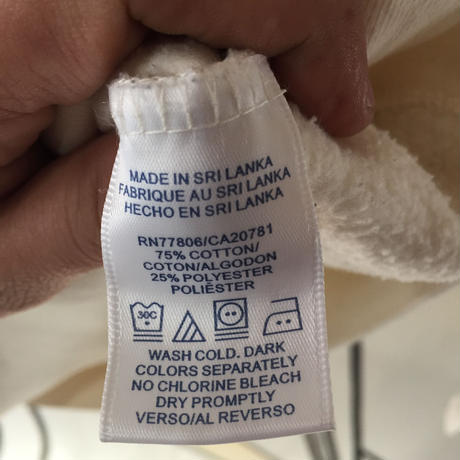 MADE IN SRI LANKA
FABRIQUE AU SRI LANKA
HECHO EN SRI LANKA
RN77806/CA20781
75% COTTON/
COTON/ALGODON
25% POLYESTER
POLIÉSTER
30C
WASH COLD. DARK
COLORS SEPARATELY
NO CHLORINE BLEACH
DRY PROMPTLY
VERSO/AL REVERSO